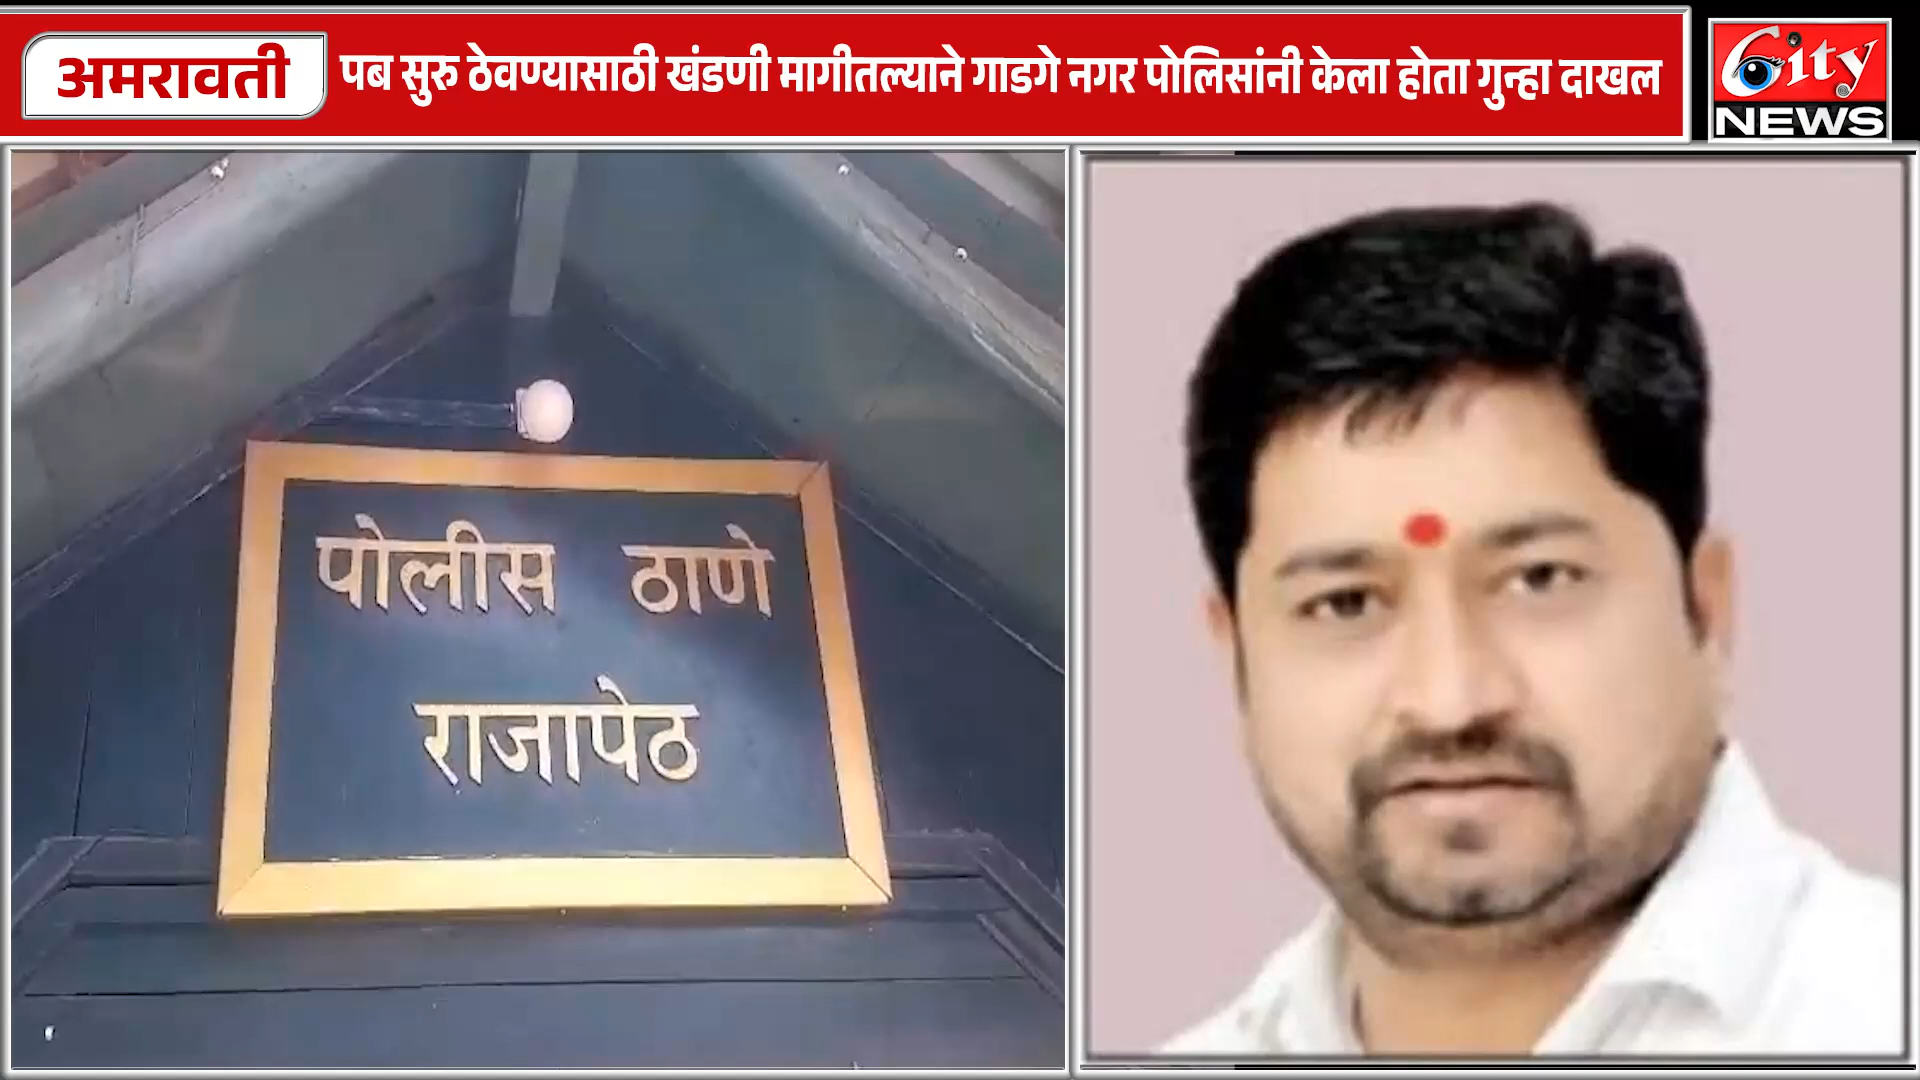 अमरावती
पब सुरु ठेवण्यासाठी खंडणी मागीतल्याने गाडगे नगर पोलिसांनी केला होता गुन्हा दाखल
City
NEWS
पोलीस ठाणे
राजापेठ